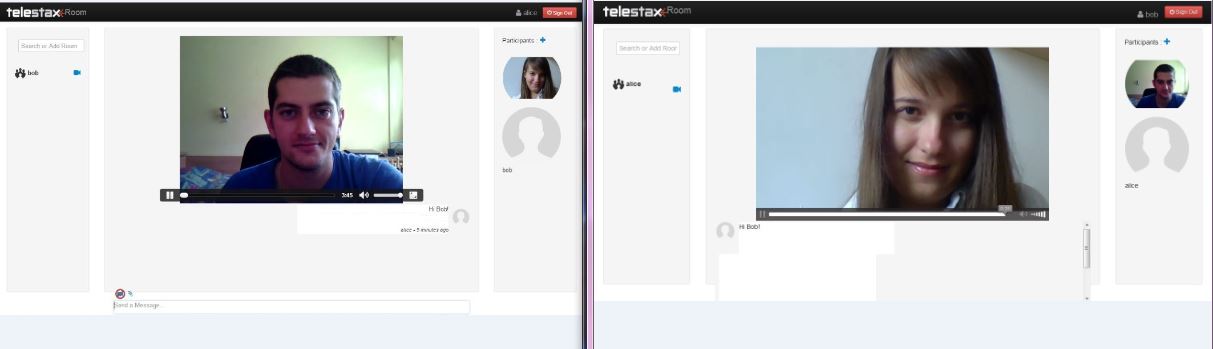 telestax Room
alice
Sign Out
Search or Add Room
bob
Participants : +
bob
3:45
Hi Bob!
alice • 5 minutes ago
Send a Message...
telestax Room
bob
Sign Out
Search or Add Roor
alice
Participants : +
alice
Hi Bob!